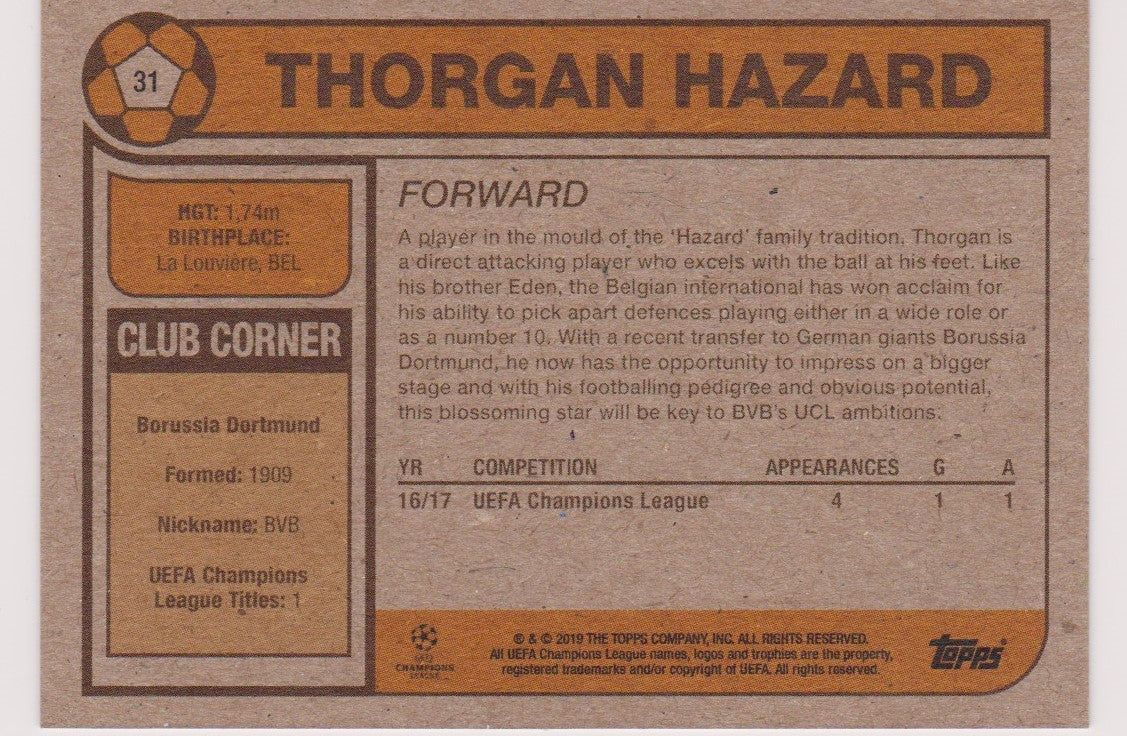 31
THORGAN HAZARD
HGT: 1,74m
BIRTHPLACE:
La Louviere, BEL
CLUB CORNER
Borussia Dortmund
Formed: 1909
Nickname: BVB
UEFA Champions
League Titles: 1
FORWARD
A player in the mould of the ‘Hazard’ family tradition, Thorgan is
a direct attacking player who excels with the ball at his feet. Like
his brother Eden, the Belgian international has won acclaim for
his ability to pick apart defences playing either in a wide role or
as a number 10. With a recent transfer to German giants Borussia
Dortmund, he now has the opportunity to impress on a bigger
stage and with his footballing pedigree and obvious potential,
this blossoming star will be key to BVB’s UCL ambitions.
YR COMPETITION APPEARANCES G A
16/17 UEFA Champions League 4 1 1
UEFA
CHAMPIONS
LEAGUE
® & © 2019 THE TOPPS COMPANY, INC. ALL RIGHTS RESERVED.
All UEFA Champions League names, logos and trophies are the property,
registered trademarks and/or copyright of UEFA. All rights reserved.
topps®